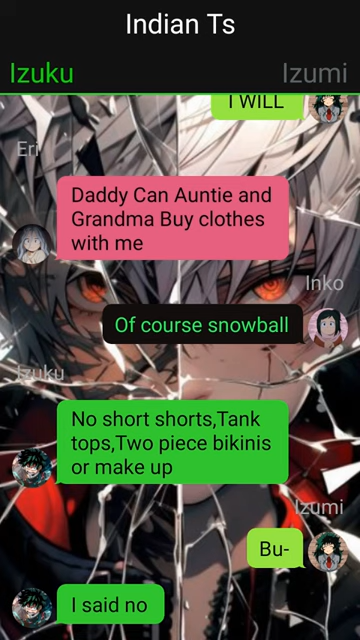 Indian Ts
Izuku
Izumi
I WILL
Eri
Daddy Can Auntie and
Grandma Buy clothes
with me
Inko
Of course snowball
Izuku
No short shorts,Tank
tops,Two piece bikinis
or make up
Izumi
Bu-
I said no